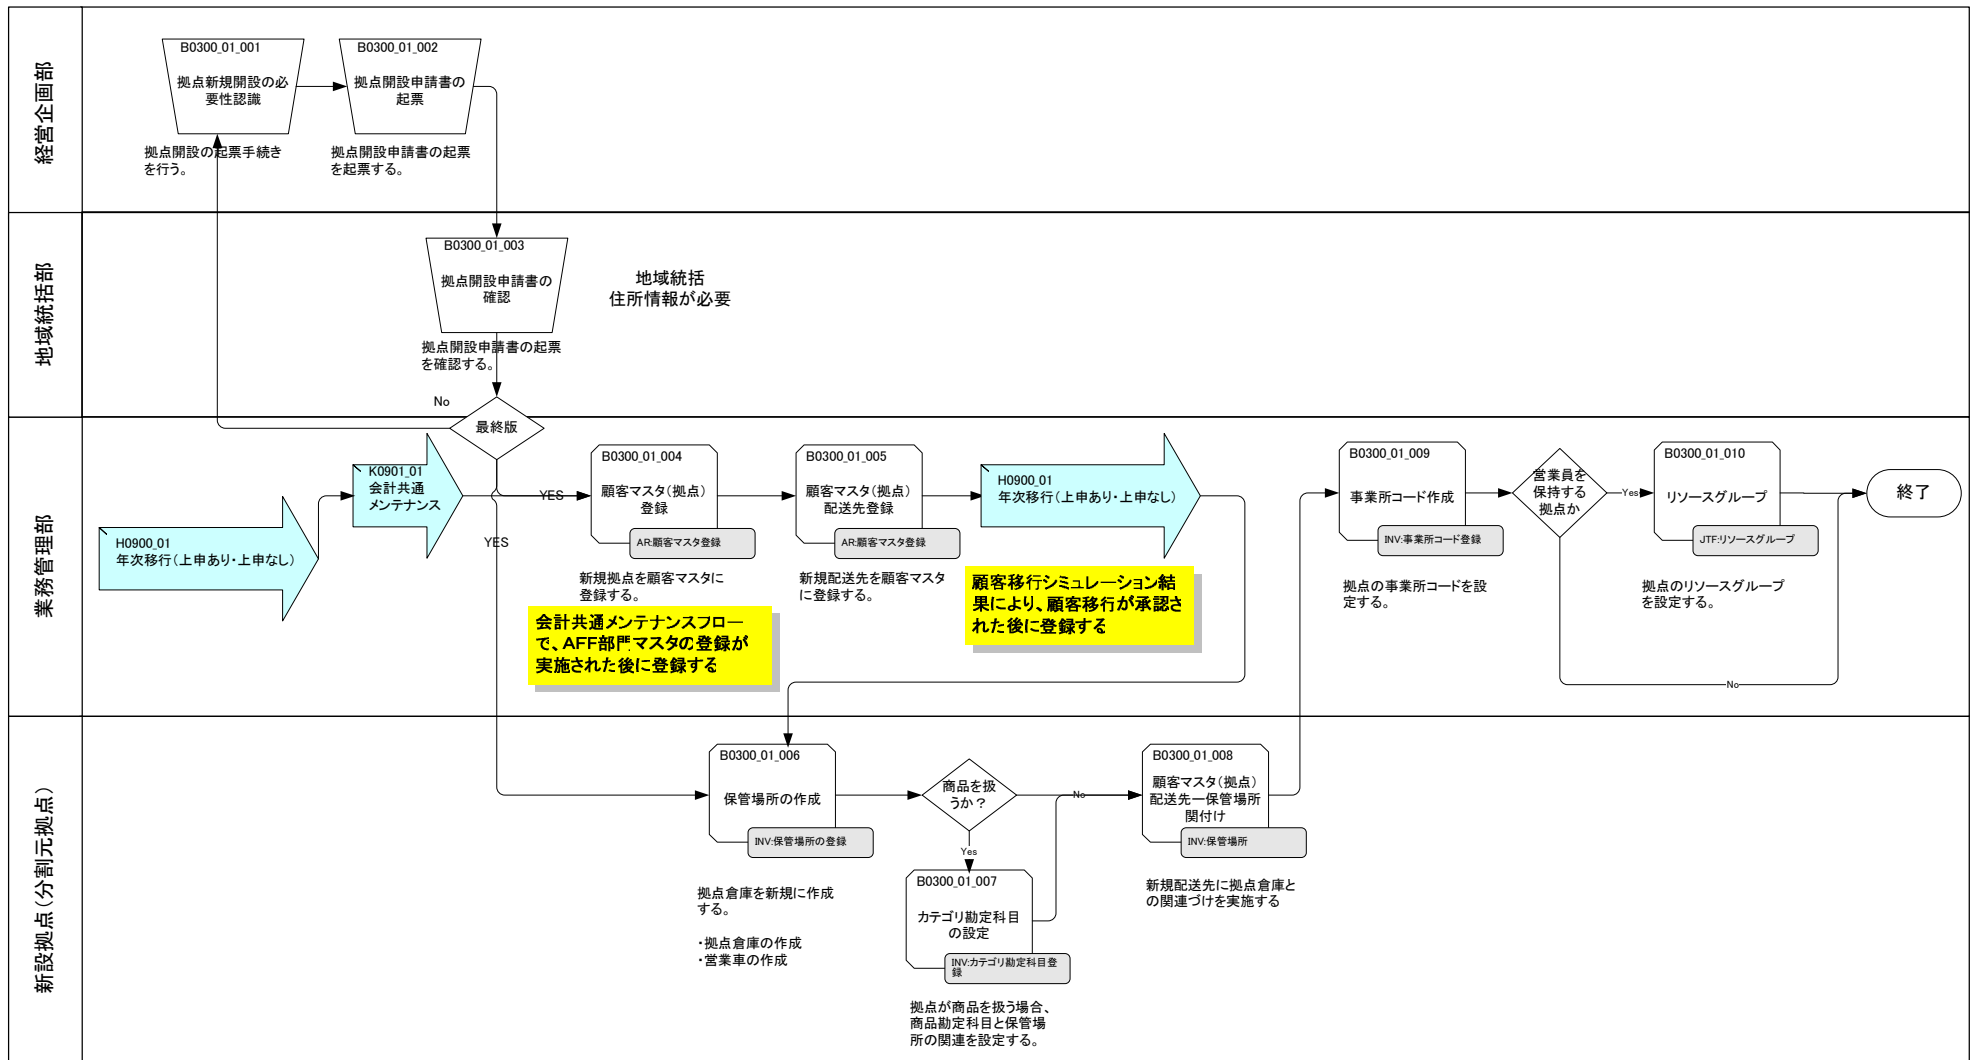 経営企画部
B0300_01_001
拠点新規開設の必
要性認識
拠点開設の起票手続き
を行う。
B0300_01_002
拠点開設申請書の
起票
拠点開設申請書の起票
を起票する。
地域統括部
B0300_01_003
拠点開設申請書の
確認
拠点開設申請書の起票
を確認する。
地域統括
住所情報が必要
No
最終版
業務管理部
H0900_01
年次移行(上申あり・上申なし)
K0901_01
会計共通
メンテナンス
YES
YES
B0300_01_004
顧客マスタ(拠点)
登録
AR:顧客マスタ登録
新規拠点を顧客マスタに
登録する。
会計共通メンテナンスフロー
で、AFF部門マスタの登録が
実施された後に登録する
B0300_01_005
顧客マスタ(拠点)
配送先登録
AR:顧客マスタ登録
新規配送先を顧客マスタ
に登録する。
H0900_01
年次移行(上申あり・上申なし)
顧客移行シミュレーション結
果により、顧客移行が承認さ
れた後に登録する
B0300_01_009
事業所コード作成
INV:事業所コード登録
拠点の事業所コードを設
定する。
営業員を
保持する
拠点か
Yes
No
B0300_01_010
リソースグループ
JTF:リソースグループ
拠点のリソースグループ
を設定する。
終了
新設拠点(分割元拠点)
B0300_01_006
保管場所の作成
INV:保管場所の登録
拠点倉庫を新規に作成
する。
・拠点倉庫の作成
・営業車の作成
商品を扱
うか?
No
Yes
B0300_01_007
カテゴリ勘定科目
の設定
INV:カテゴリ勘定科目登
録
拠点が商品を扱う場合、
商品勘定科目と保管場
所の関連を設定する。
B0300_01_008
顧客マスタ(拠点)
配送先ー保管場所
関付け
INV:保管場所
新規配送先に拠点倉庫と
の関連づけを実施する